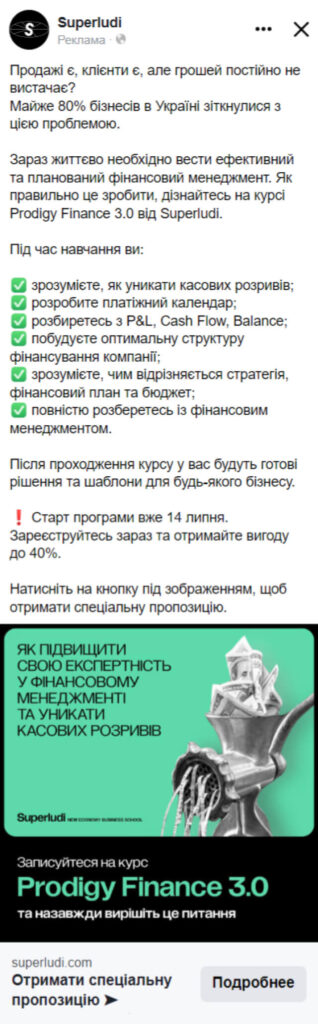 Superludi
Реклама ·
Продажі є, клієнти є, але грошей постійно не
вистачає?
Майже 80% бізнесів в Україні зіткнулися з
цією проблемою.
Зараз життєво необхідно вести ефективний
та планований фінансовий менеджмент. Як
правильно це зробити, дізнайтесь на курсі
Prodigy Finance 3.0 від Superludi.
Під час навчання ви:
✅ зрозумієте, як уникати касових розривів;
✅ розробите платіжний календар;
✅ розбиретесь з P&L, Cash Flow, Balance;
✅ побудуєте оптимальну структуру
фінансування компанії;
✅ зрозумієте, чим відрізняється стратегія,
фінансовий план та бюджет;
✅ повністю розберетесь із фінансовим
менеджментом.
Після проходження курсу у вас будуть готові
рішення та шаблони для будь-якого бізнесу.
❗ Старт програми вже 14 липня.
Зареєструйтесь зараз та отримайте вигоду
до 40%.
Натисніть на кнопку під зображенням, щоб
отримати спеціальну пропозицію.
ЯК ПІДВИЩИТИ
СВОЮ ЕКСПЕРТНІСТЬ
У ФІНАНСОВОМУ
МЕНЕДЖМЕНТІ
ТА УНИКАТИ
КАСОВИХ РОЗРИВІВ
Superludi NEW ECONOMY BUSINESS SCHOOL
Записуйтеся на курс
Prodigy Finance 3.0
та назавжди вирішіть це питання
superludi.com
Отримати спеціальну
пропозицію ➤
Подробнее